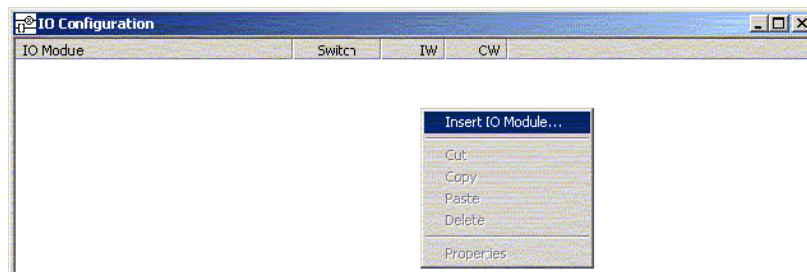 IO Configuration
IO Module Switch IW CW
Insert IO Module...
Cut
Copy
Paste
Delete
Properties